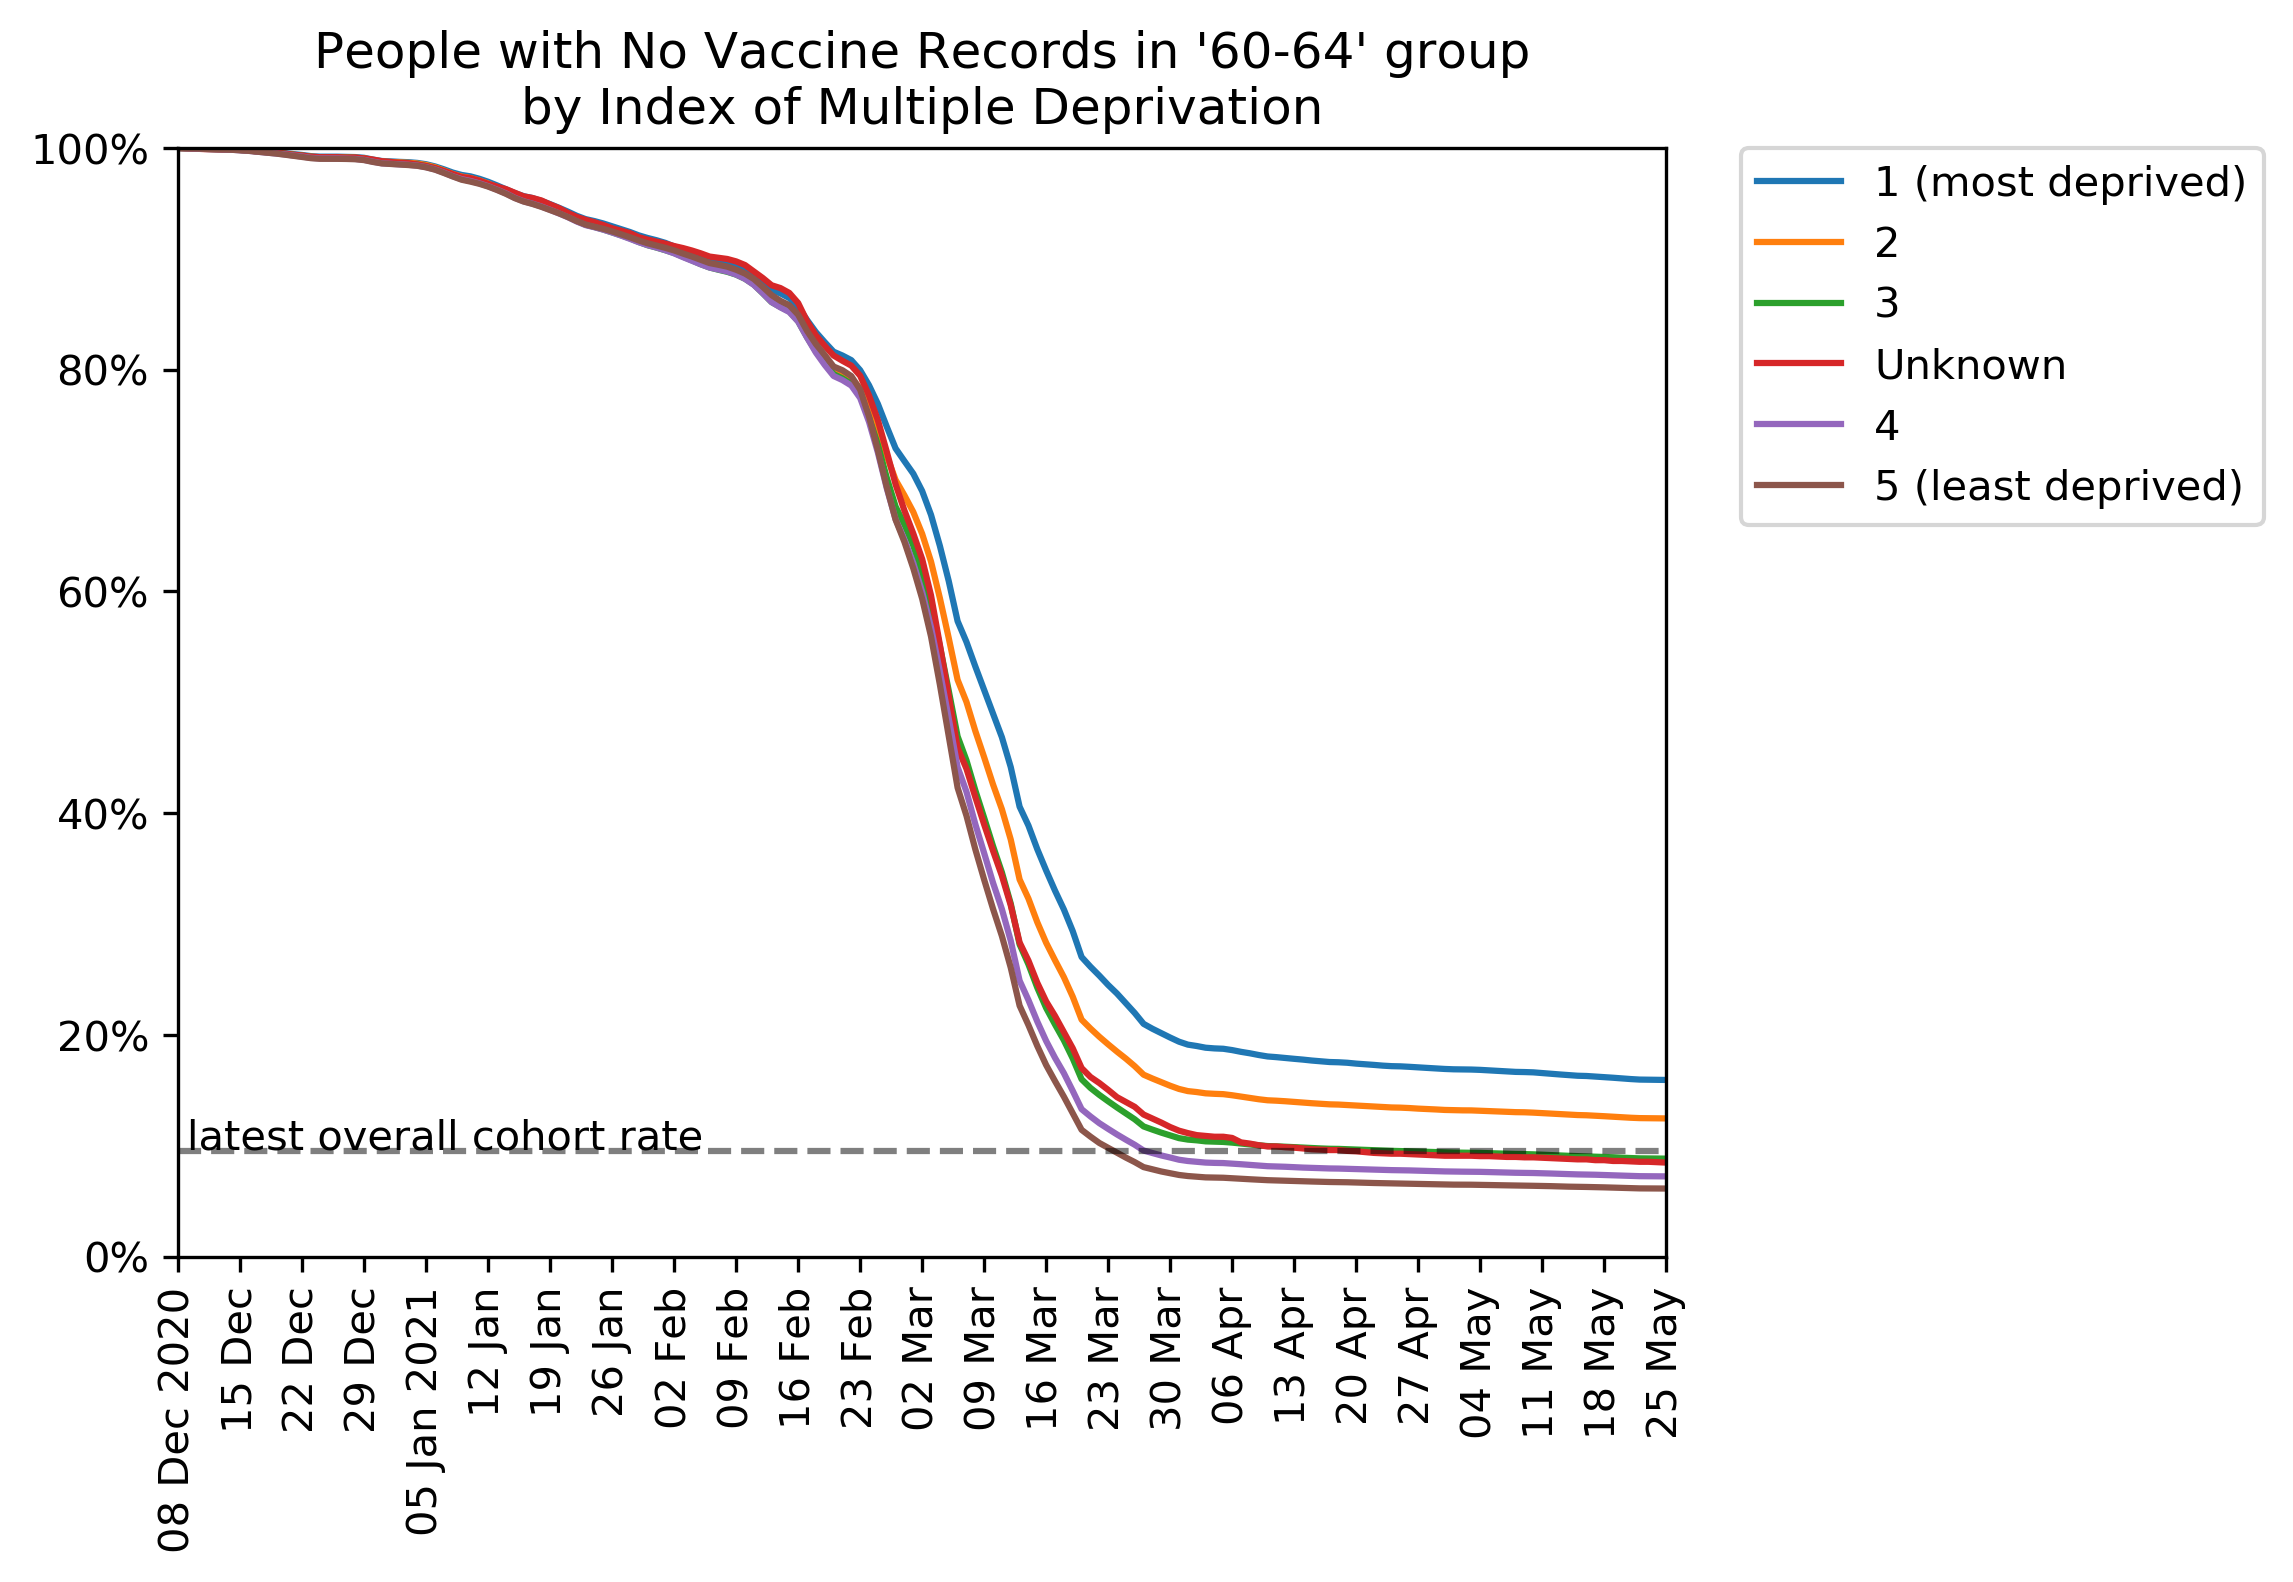 People with No Vaccine Records in '60-64' group
by Index of Multiple Deprivation
100%
80%
60%
40%
20%
0%
latest overall cohort rate
08 Dec 2020
15 Dec
22 Dec
29 Dec
05 Jan 2021
12 Jan
19 Jan
26 Jan
02 Feb
09 Feb
16 Feb
23 Feb
02 Mar
09 Mar
16 Mar
23 Mar
30 Mar
06 Apr
13 Apr
20 Apr
27 Apr
04 May
11 May
18 May
25 May
1 (most deprived)
2
3
Unknown
4
5 (least deprived)